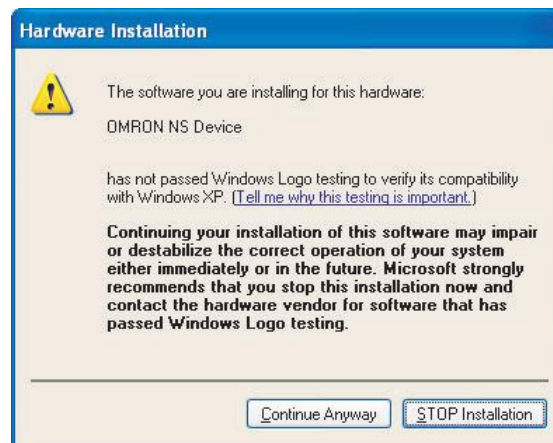 Hardware Installation
The software you are installing for this hardware:
OMRON NS Device
has not passed Windows Logo testing to verify its compatibility
with Windows XP. (Tell me why this testing is important.)
Continuing your installation of this software may impair
or destabilize the correct operation of your system
either immediately or in the future. Microsoft strongly
recommends that you stop this installation now and
contact the hardware vendor for software that has
passed Windows Logo testing.
Continue Anyway
STOP Installation